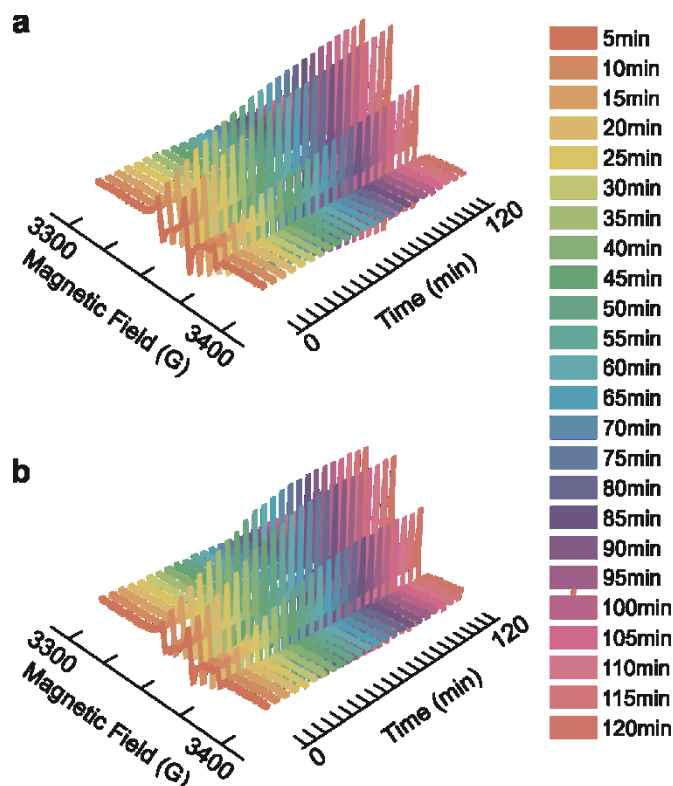 a
3300
Magnetic Field (G)
3400
0
Time (min)
120
b
3300
Magnetic Field (G)
3400
0
Time (min)
120
5min
10min
15min
20min
25min
30min
35min
40min
45min
50min
55min
60min
65min
70min
75min
80min
85min
90min
95min
100min
105min
110min
115min
120min